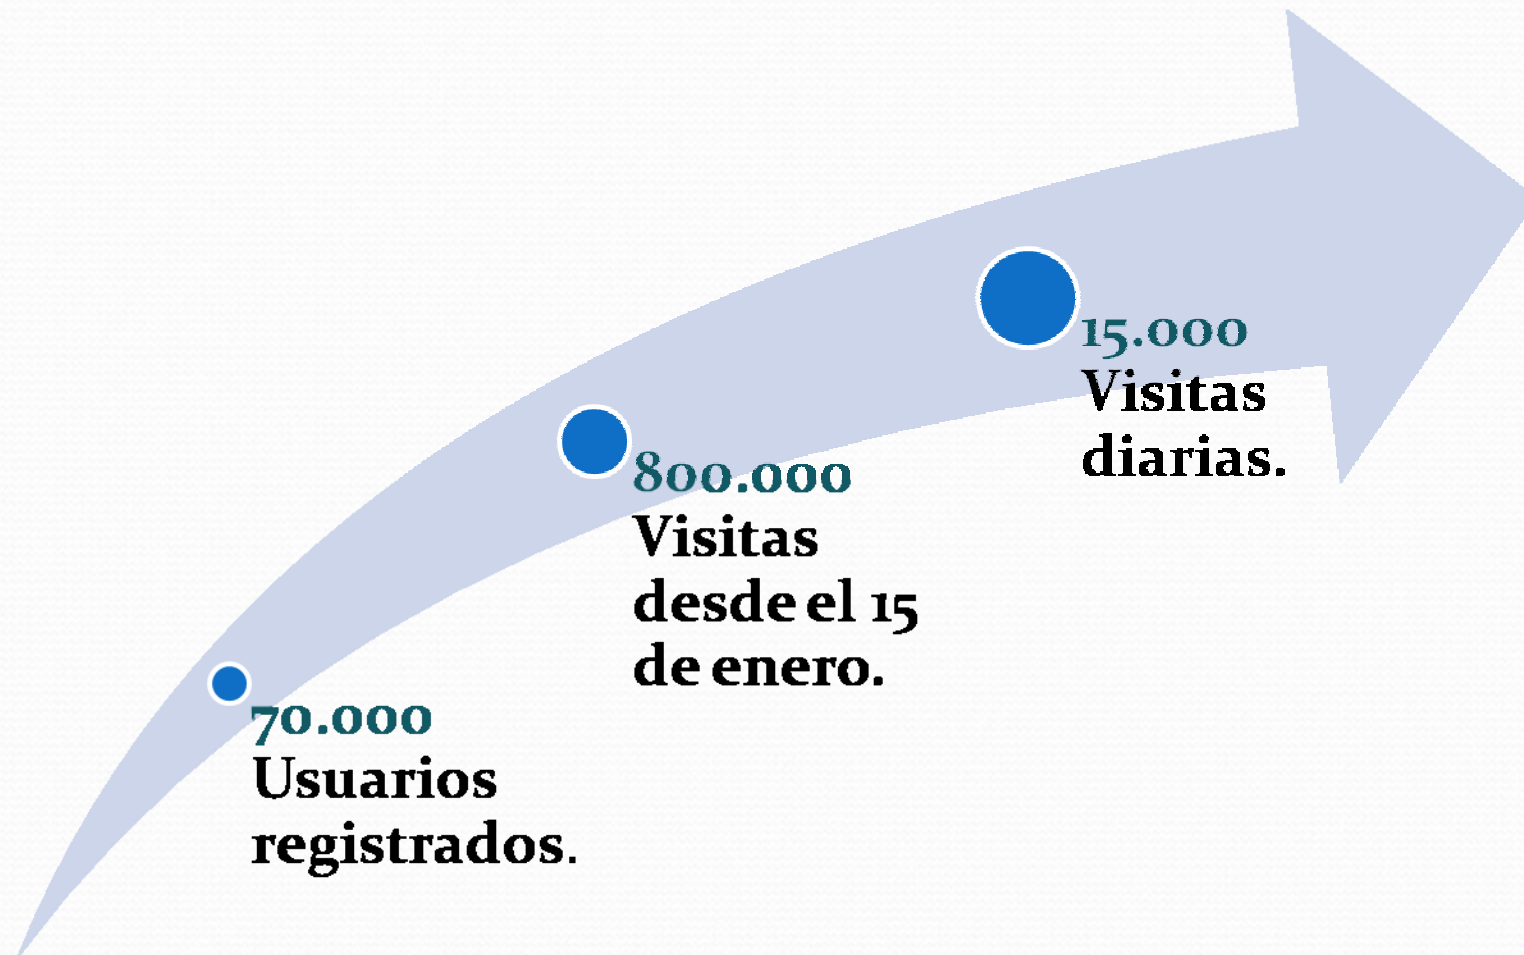 70.000
Usuarios
registrados.
800.000
Visitas
desde el 15
de enero.
15.000
Visitas
diarias.